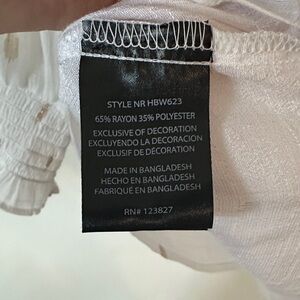 STYLE NR HBW623
65% RAYON 35% POLYESTER
EXCLUSIVE OF DECORATION
EXCLUYENDO LA DECORACION
EXCLUSIF DE DÉCORATION
MADE IN BANGLADESH
HECHO EN BANGLADESH
FABRIQUÉ EN BANGLADESH
RN# 123827